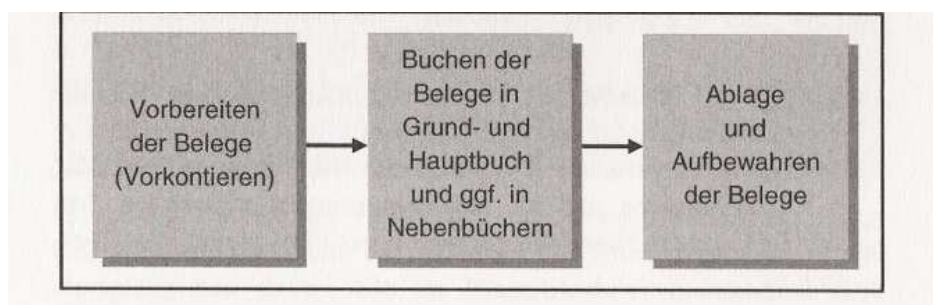 Vorbereiten
der Belege
(Vorkontieren)
Buchen der
Belege in
Grund- und
Hauptbuch
und ggf. in
Nebenbüchern
Ablage
und
Aufbewahren
der Belege